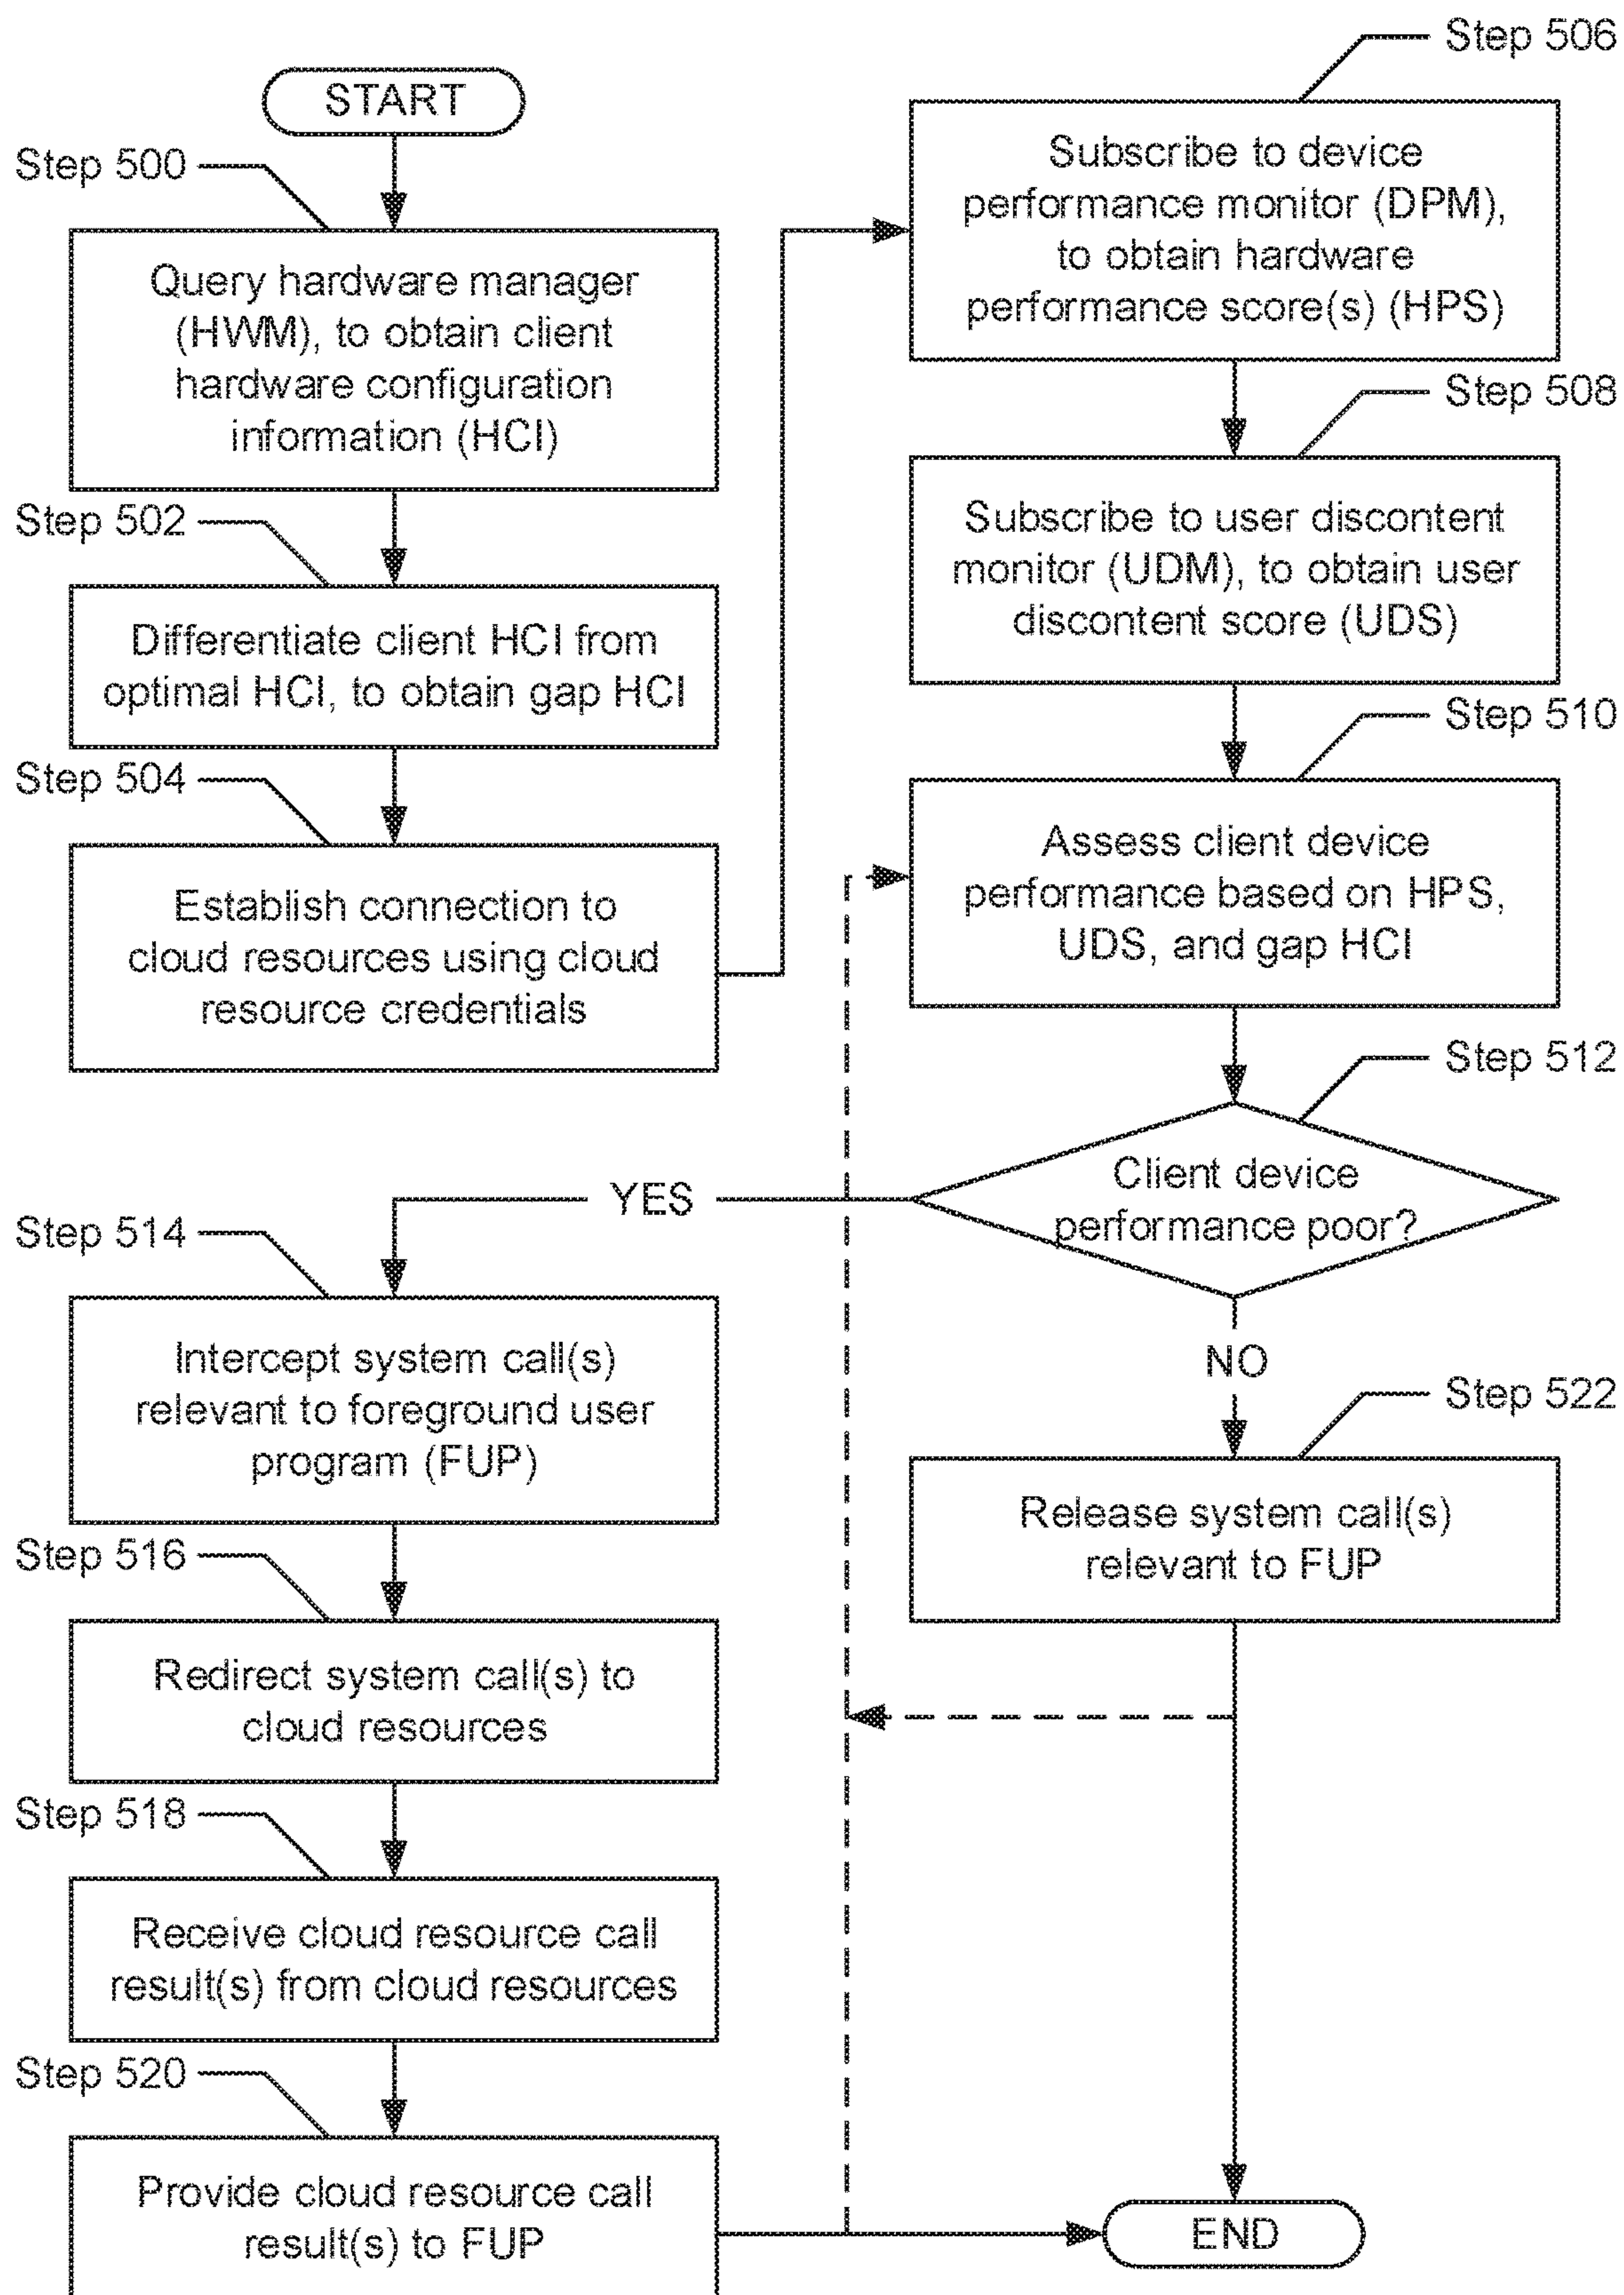 START
Step 500
Query hardware manager
(HWM), to obtain client
hardware configuration
information (HCI)
Step 502
Differentiate client HCI from
optimal HCI, to obtain gap HCI
Step 504
Establish connection to
cloud resources using cloud
resource credentials
Step 506
Subscribe to device
performance monitor (DPM),
to obtain hardware
performance score(s) (HPS)
Step 508
Subscribe to user discontent
monitor (UDM), to obtain user
discontent score (UDS)
Step 510
Assess client device
performance based on HPS,
UDS, and gap HCI
Step 512
Client device
performance poor?
YES
Step 514
Intercept system call(s)
relevant to foreground user
program (FUP)
Step 516
Redirect system call(s) to
cloud resources
Step 518
Receive cloud resource call
result(s) from cloud resources
Step 520
Provide cloud resource call
result(s) to FUP
NO
Step 522
Release system call(s)
relevant to FUP
END